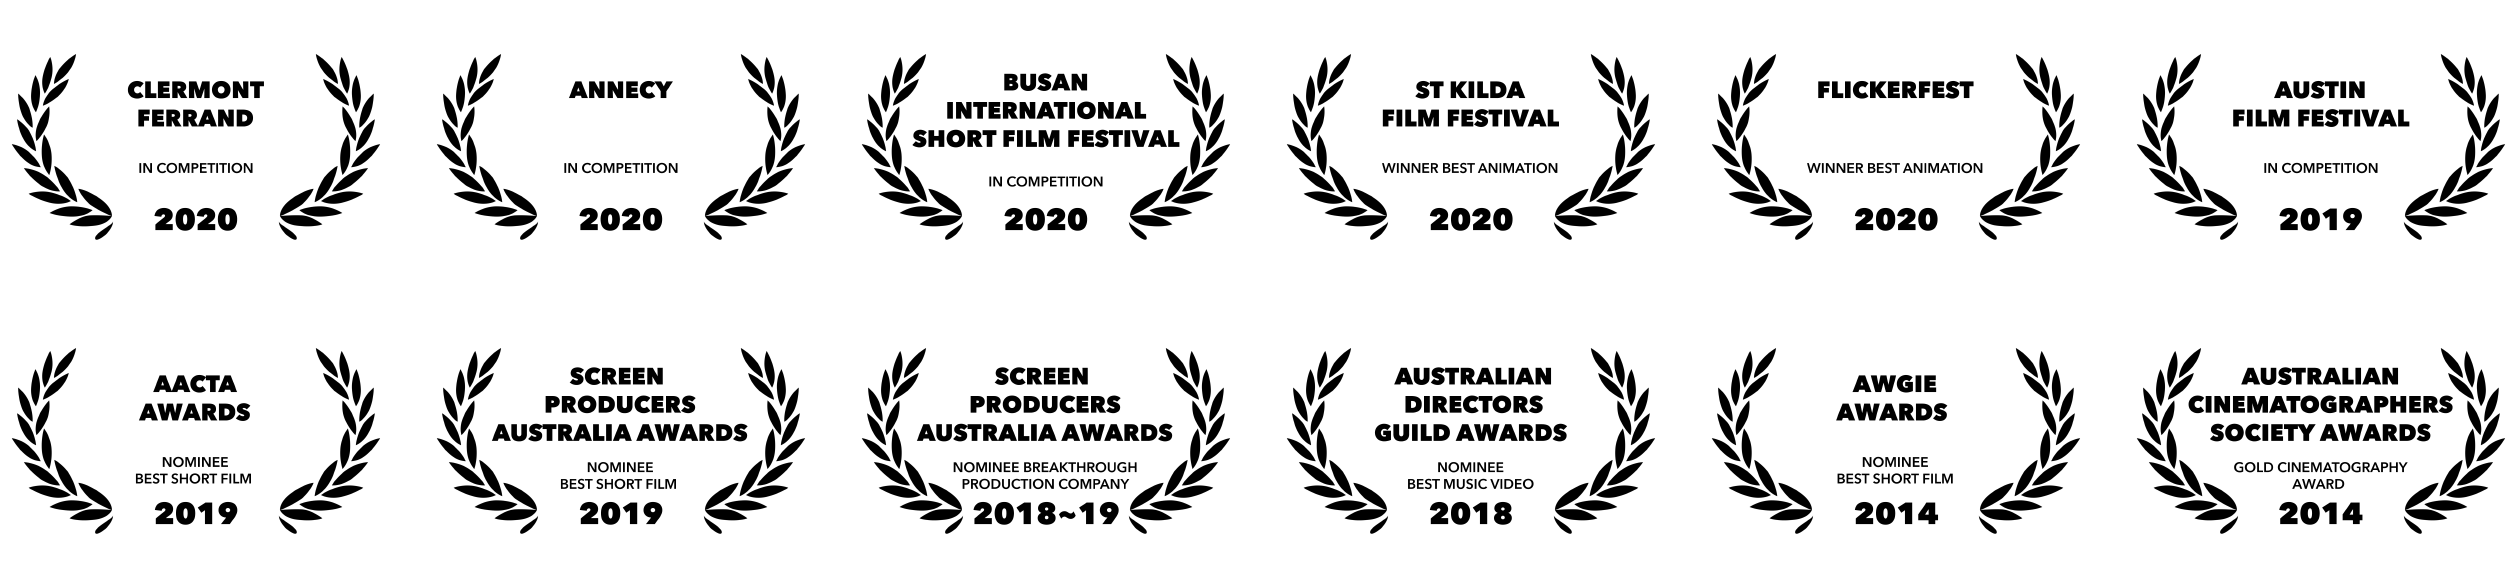 CLERMONT
FERRAND
IN COMPETITION
2020
ANNECY
IN COMPETITION
2020
BUSAN
INTERNATIONAL
SHORT FILM FESTIVAL
IN COMPETITION
2020
ST KILDA
FILM FESTIVAL
WINNER BEST ANIMATION
2020
FLICKERFEST
WINNER BEST ANIMATION
2020
AUSTIN
FILM FESTIVAL
IN COMPETITION
2019
AACTA
AWARDS
NOMINEE
BEST SHORT FILM
2019
SCREEN
PRODUCERS
AUSTRALIA AWARDS
NOMINEE
BEST SHORT FILM
2019
SCREEN
PRODUCERS
AUSTRALIA AWARDS
NOMINEE BREAKTHROUGH
PRODUCTION COMPANY
2018~19
AUSTRALIAN
DIRECTORS
GUILD AWARDS
NOMINEE
BEST MUSIC VIDEO
2018
AWGIE
AWARDS
NOMINEE
BEST SHORT FILM
2014
AUSTRALIAN
CINEMATOGRAPHERS
SOCIETY AWARDS
GOLD CINEMATOGRAPHY
AWARD
2014